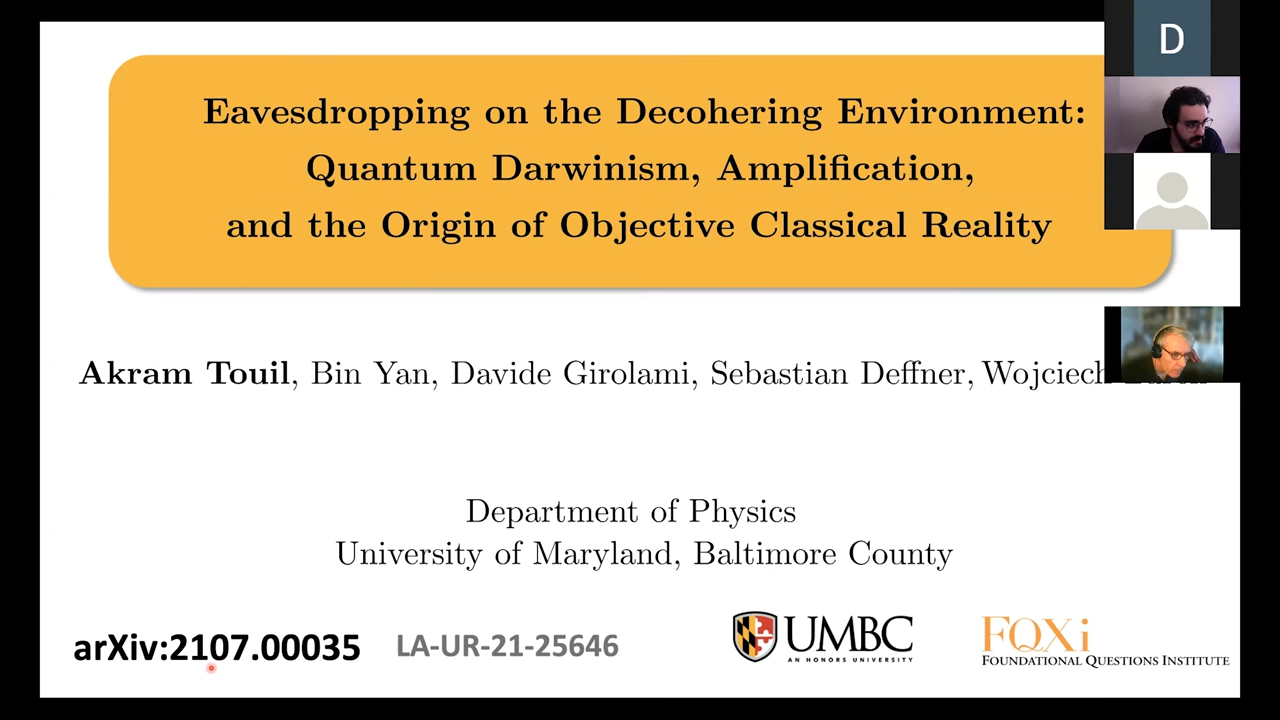 Eavesdropping on the Decohering Environment:
Quantum Darwinism, Amplification,
and the Origin of Objective Classical Reality
D
Akram Touil, Bin Yan, Davide Girolami, Sebastian Deffner, Wojciech
Department of Physics
University of Maryland, Baltimore County
arXiv:2107.00035
LA-UR-21-25646
UMBC
AN HONORS UNIVERSITY
FQXi
FOUNDATIONAL QUESTIONS INSTITUTE